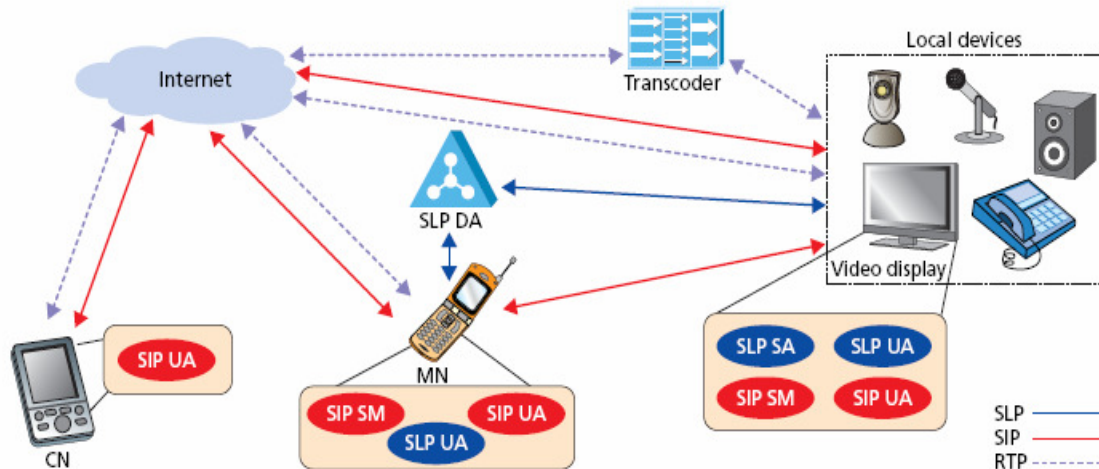 Local devices
Internet
Transcoder
SLP DA
Video display
SIP UA
MN
CN
SIP SM
SIP UA
SLP UA
SLP SA
SLP UA
SIP SM
SIP UA
SLP
SIP
RTP